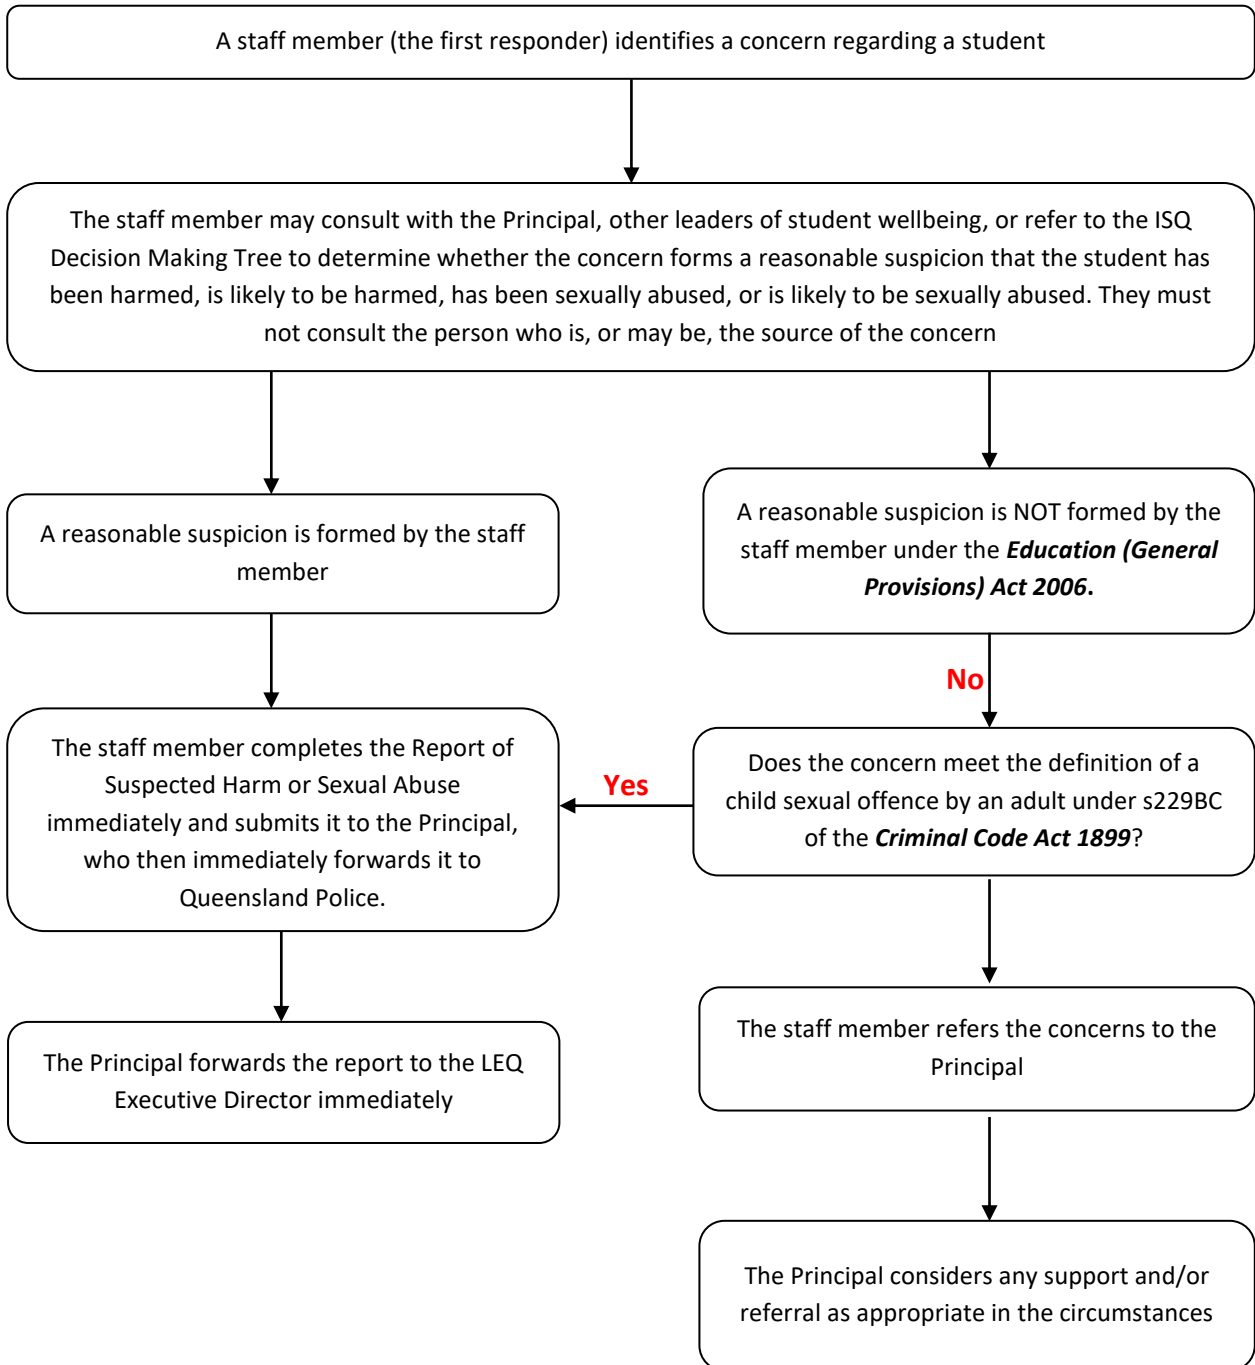 A staff member (the first responder) identifies a concern regarding a student
The staff member may consult with the Principal, other leaders of student wellbeing, or refer to the ISQ
Decision Making Tree to determine whether the concern forms a reasonable suspicion that the student has
been harmed, is likely to be harmed, has been sexually abused, or is likely to be sexually abused. They must
not consult the person who is, or may be, the source of the concern
A reasonable suspicion is formed by the staff
member
A reasonable suspicion is NOT formed by the
staff member under the Education (General
Provisions) Act 2006.
No
The staff member completes the Report of
Suspected Harm or Sexual Abuse
immediately and submits it to the Principal,
who then immediately forwards it to
Queensland Police.
Yes
Does the concern meet the definition of a
child sexual offence by an adult under s229BC
of the Criminal Code Act 1899?
The Principal forwards the report to the LEQ
Executive Director immediately
The staff member refers the concerns to the
Principal
The Principal considers any support and/or
referral as appropriate in the circumstances